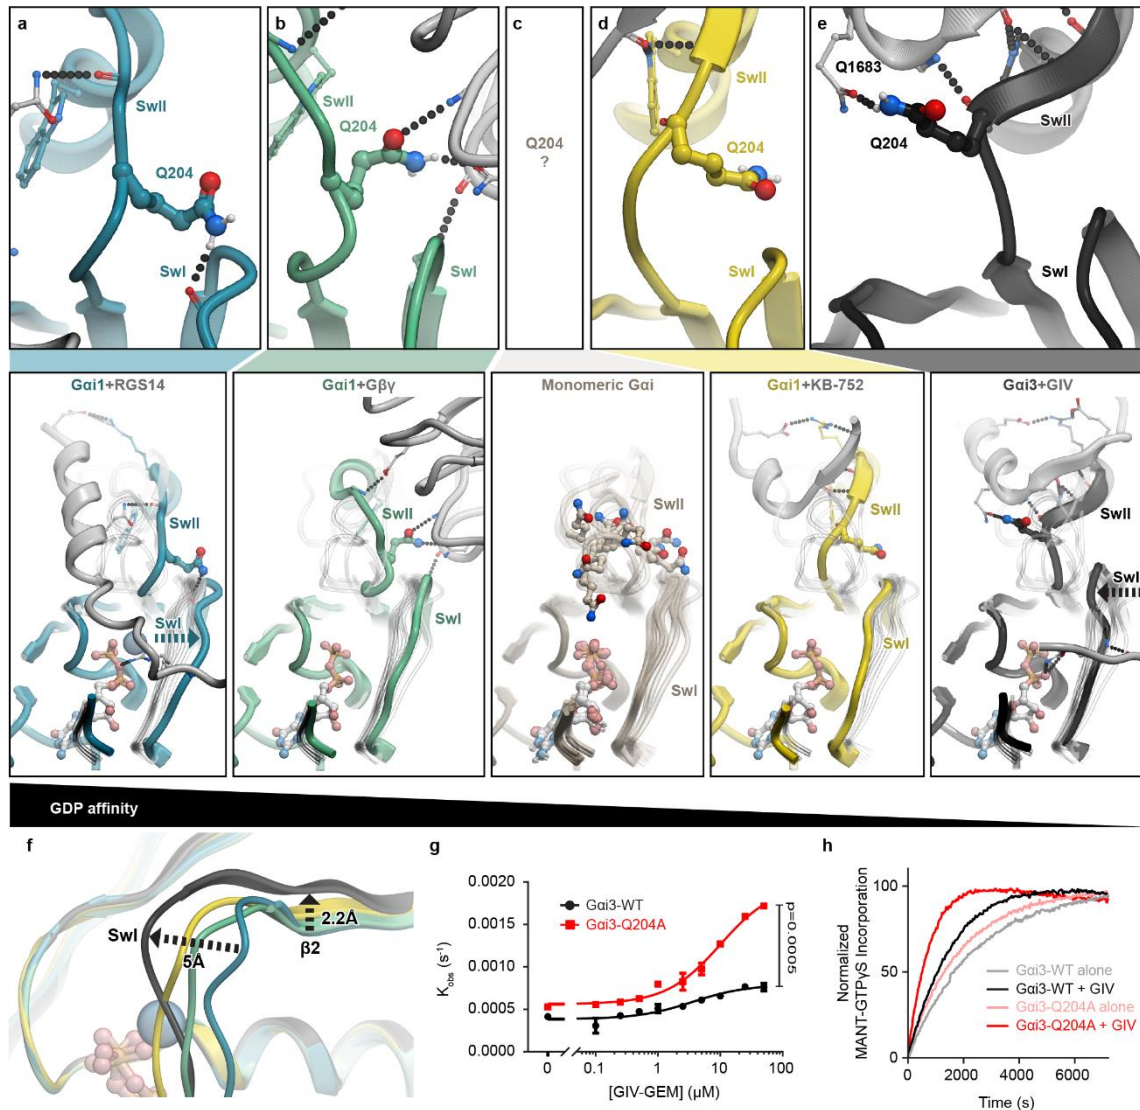 a
SwII
Q204
SwI
b
SwII
Q204
SwI
c
Q204
?
d
SwII
Q204
SwI
e
Q1683
Q204
SwII
SwI
Gαi1+RGS14
SwII
SwI
Gαi1+Gβγ
SwII
SwI
Monomeric Gαi
SwII
SwI
Gαi1+KB-752
SwII
SwI
Gαi3+GIV
SwII
SwI
GDP affinity
f
SwI
5Å
2.2Å
β2
g
Gαi3-WT
Gαi3-Q204A
p=0.0005
0.0020
0.0015
0.0010
0.0005
0.0000
Kobs (s-1)
0 0.1 1 10 100
[GIV-GEM] (µM)
h
Normalized
MANT-GTPγS Incorporation
100
50
0
Gαi3-WT alone
Gαi3-WT + GIV
Gαi3-Q204A alone
Gαi3-Q204A + GIV
0 2000 4000 6000
Time (s)